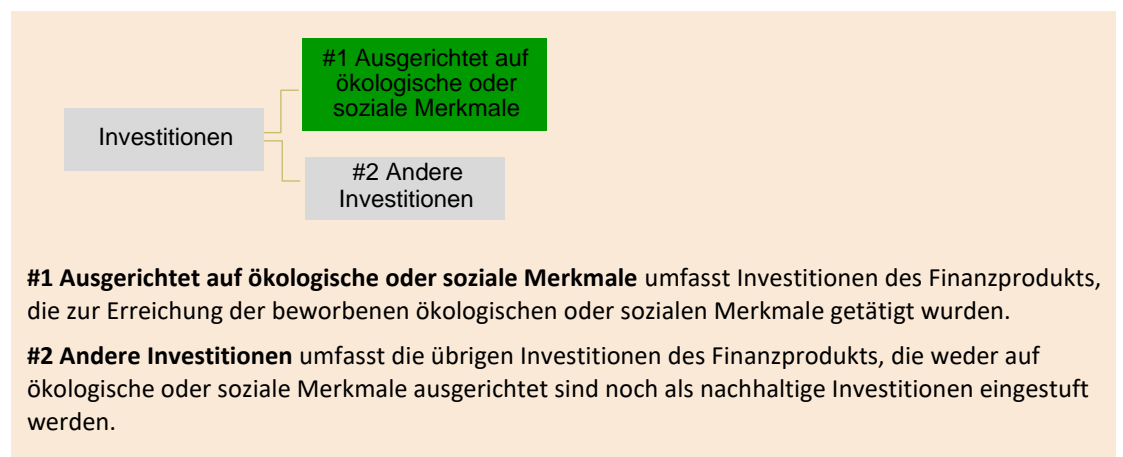 #1 Ausgerichtet auf
ökologische oder
soziale Merkmale
Investitionen
#2 Andere
Investitionen
#1 Ausgerichtet auf ökologische oder soziale Merkmale umfasst Investitionen des Finanzprodukts,
die zur Erreichung der beworbenen ökologischen oder sozialen Merkmale getätigt wurden.
#2 Andere Investitionen umfasst die übrigen Investitionen des Finanzprodukts, die weder auf
ökologische oder soziale Merkmale ausgerichtet sind noch als nachhaltige Investitionen eingestuft
werden.